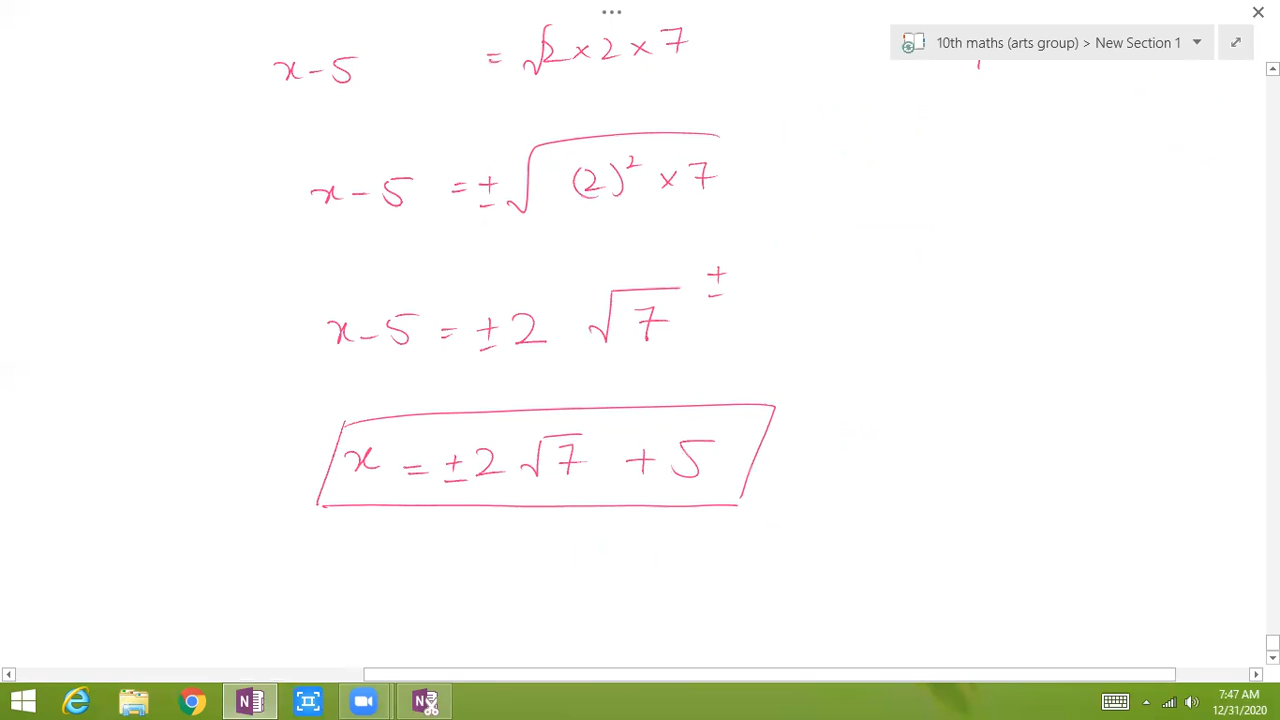 10th maths (arts group) > New Section 1
x - 5 = √2 × 2 × 7
x - 5 = ± √(2)² × 7
±
x - 5 = ± 2 √7
x = ± 2 √7 + 5
7:47 AM
12/31/2020